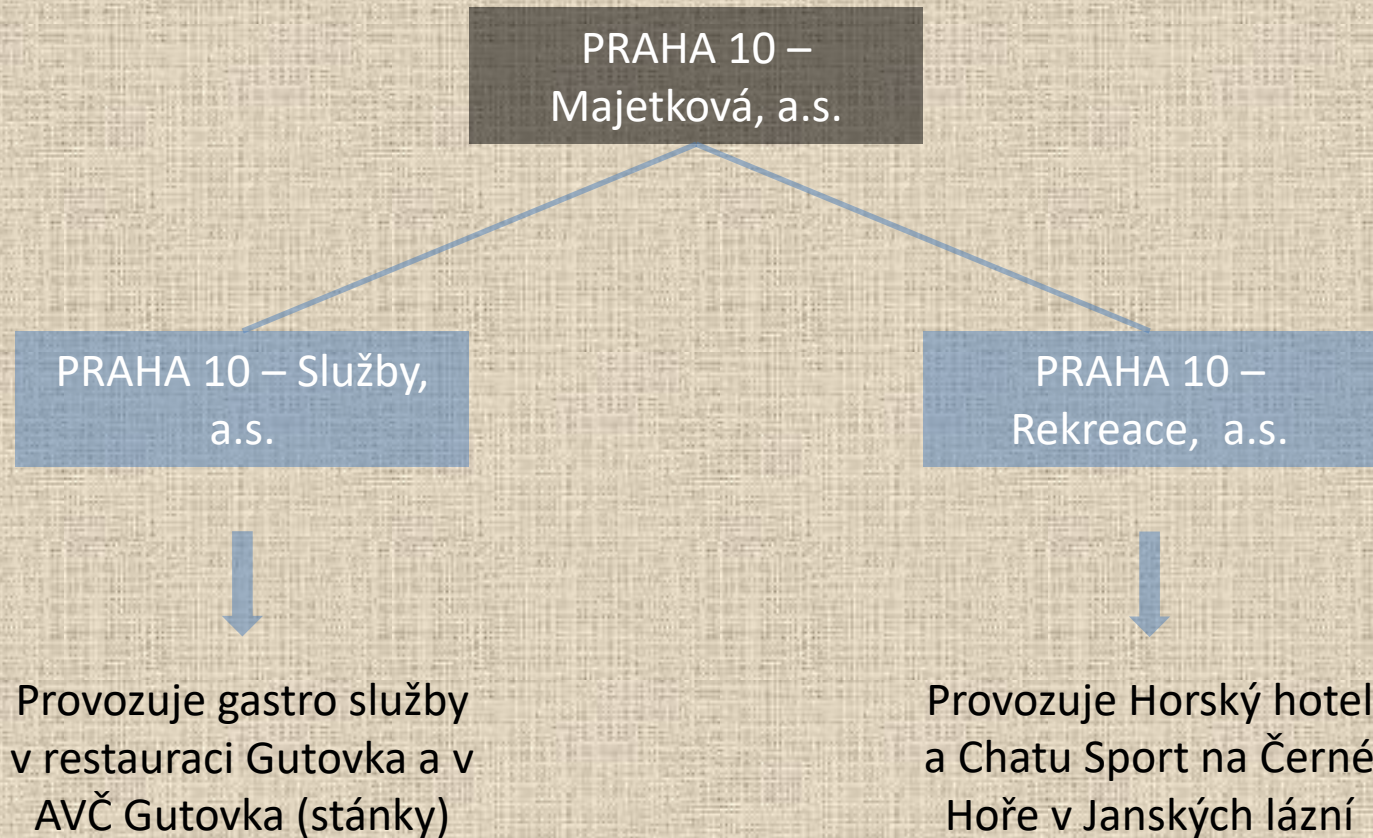 PRAHA 10 –
Majetková, a.s.
PRAHA 10 – Služby,
a.s.
PRAHA 10 –
Rekreace, a.s.
Provozuje gastro služby
v restauraci Gutovka a v
AVČ Gutovka (stánky)
Provozuje Horský hotel
a Chatu Sport na Černé
Hoře v Janských lázní